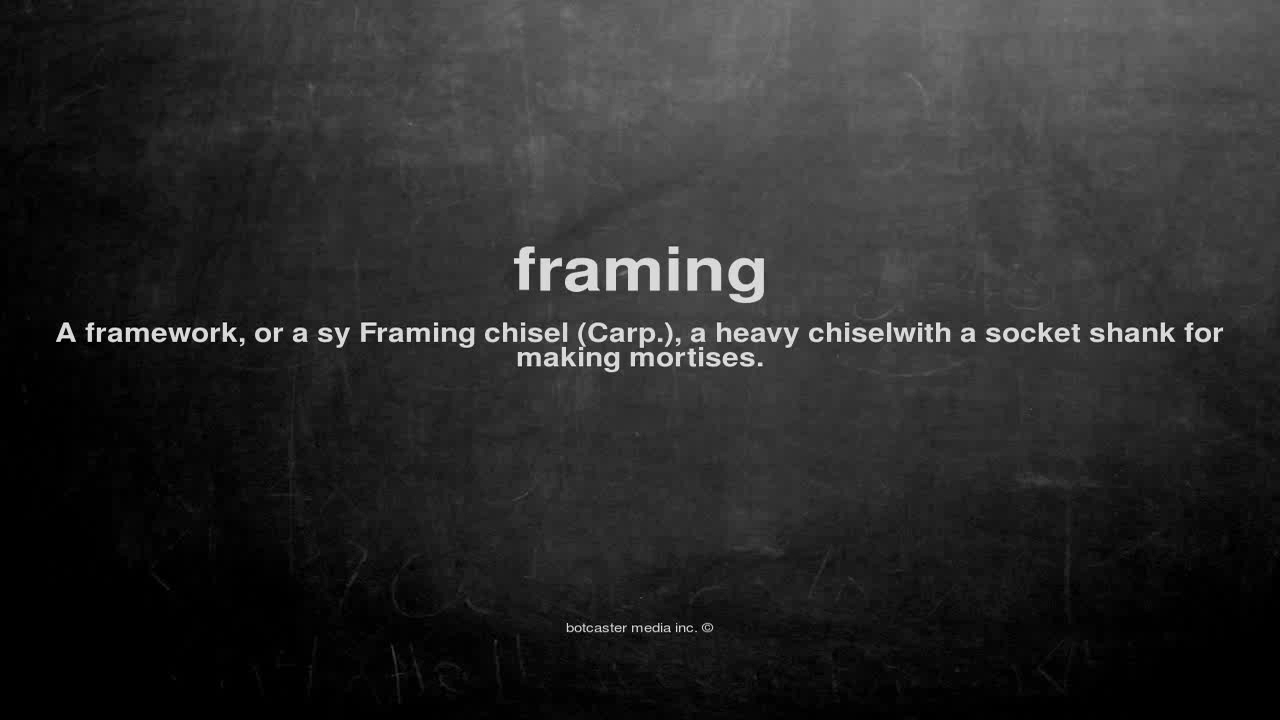 framing
A framework, or a sy Framing chisel (Carp.), a heavy chiselwith a socket shank for
making mortises.
botcaster media inc. ©